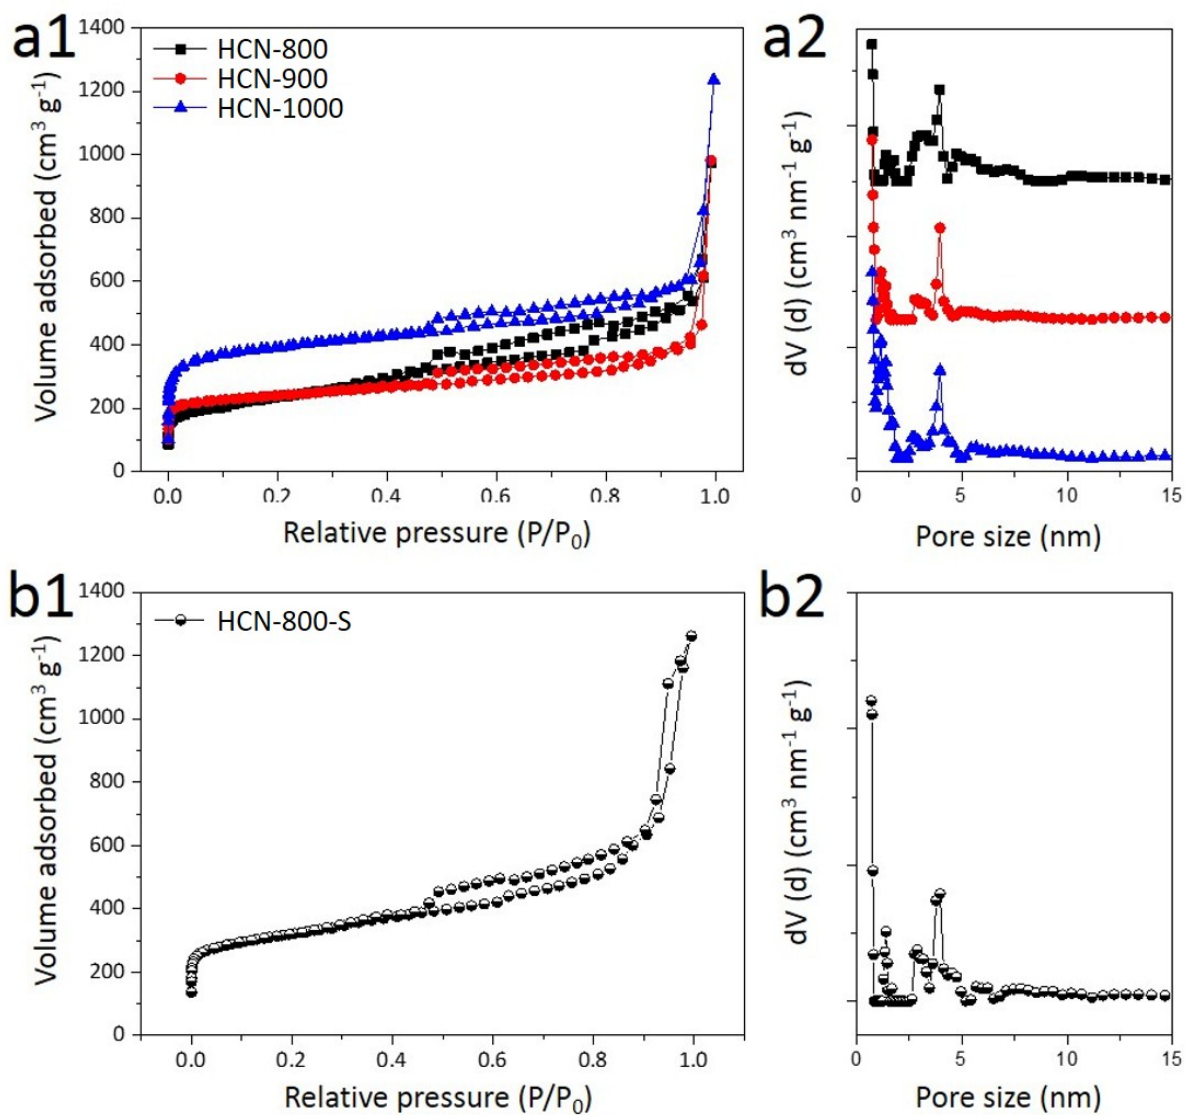 a1
Volume adsorbed (cm³ g⁻¹)
1400
1200
1000
800
600
400
200
0
HCN-800
HCN-900
HCN-1000
0.0 0.2 0.4 0.6 0.8 1.0
Relative pressure (P/P₀)
a2
dV (d) (cm³ nm⁻¹ g⁻¹)
0 5 10 15
Pore size (nm)
b1
Volume adsorbed (cm³ g⁻¹)
1400
1200
1000
800
600
400
200
0
HCN-800-S
0.0 0.2 0.4 0.6 0.8 1.0
Relative pressure (P/P₀)
b2
dV (d) (cm³ nm⁻¹ g⁻¹)
0 5 10 15
Pore size (nm)